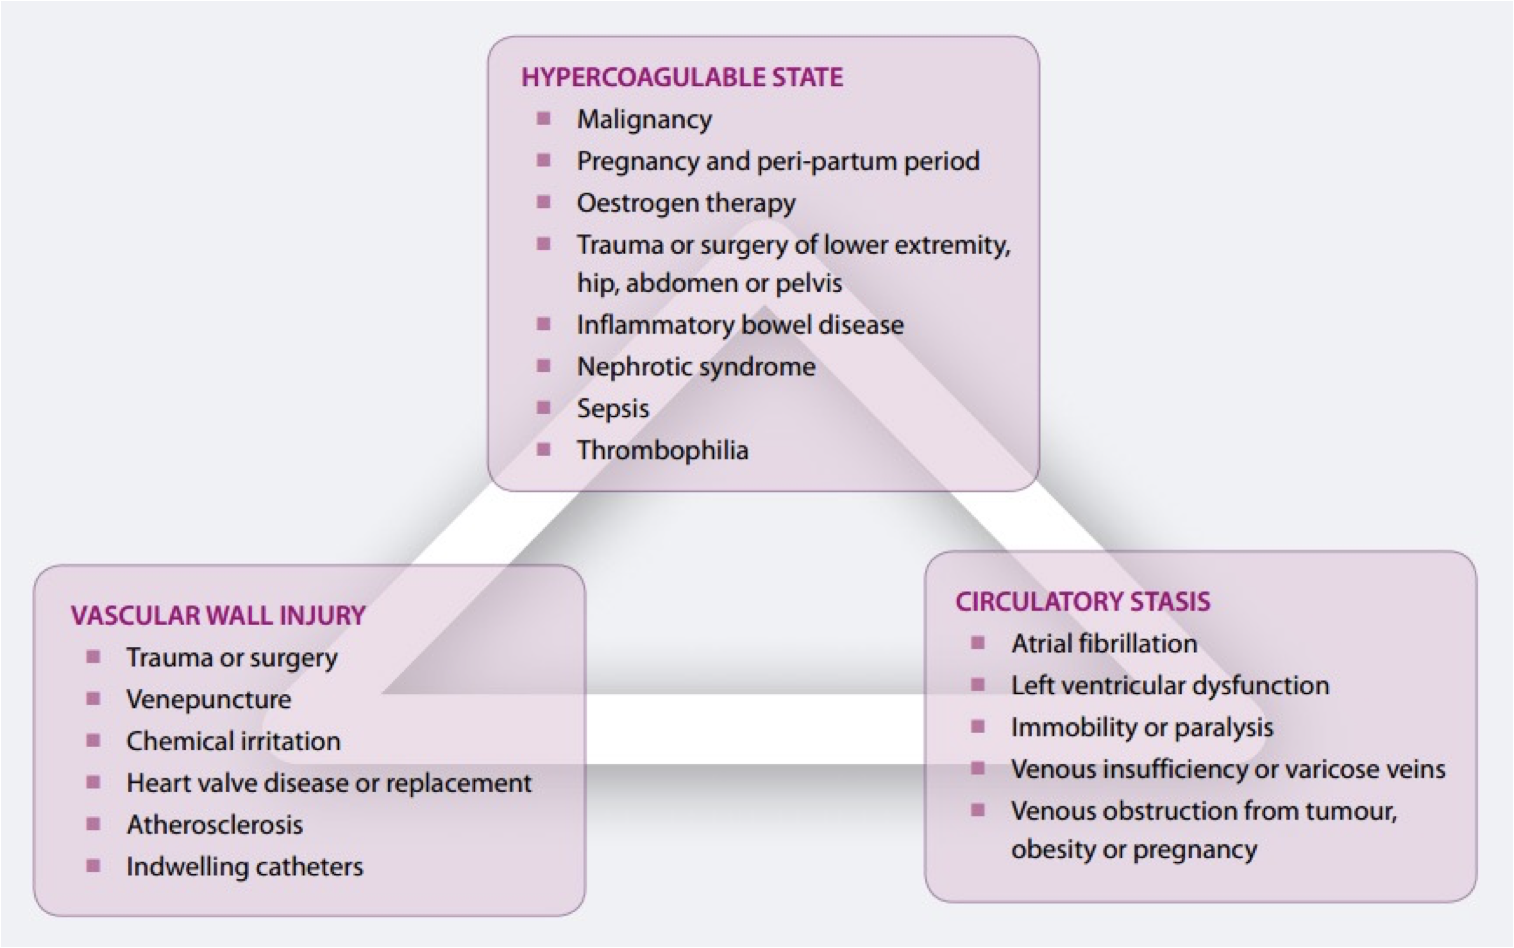 HYPERCOAGULABLE STATE
Malignancy
Pregnancy and peri-partum period
Oestrogen therapy
Trauma or surgery of lower extremity,
hip, abdomen or pelvis
Inflammatory bowel disease
Nephrotic syndrome
Sepsis
Thrombophilia
VASCULAR WALL INJURY
Trauma or surgery
Venepuncture
Chemical irritation
Heart valve disease or replacement
Atherosclerosis
Indwelling catheters
CIRCULATORY STASIS
Atrial fibrillation
Left ventricular dysfunction
Immobility or paralysis
Venous insufficiency or varicose veins
Venous obstruction from tumour,
obesity or pregnancy